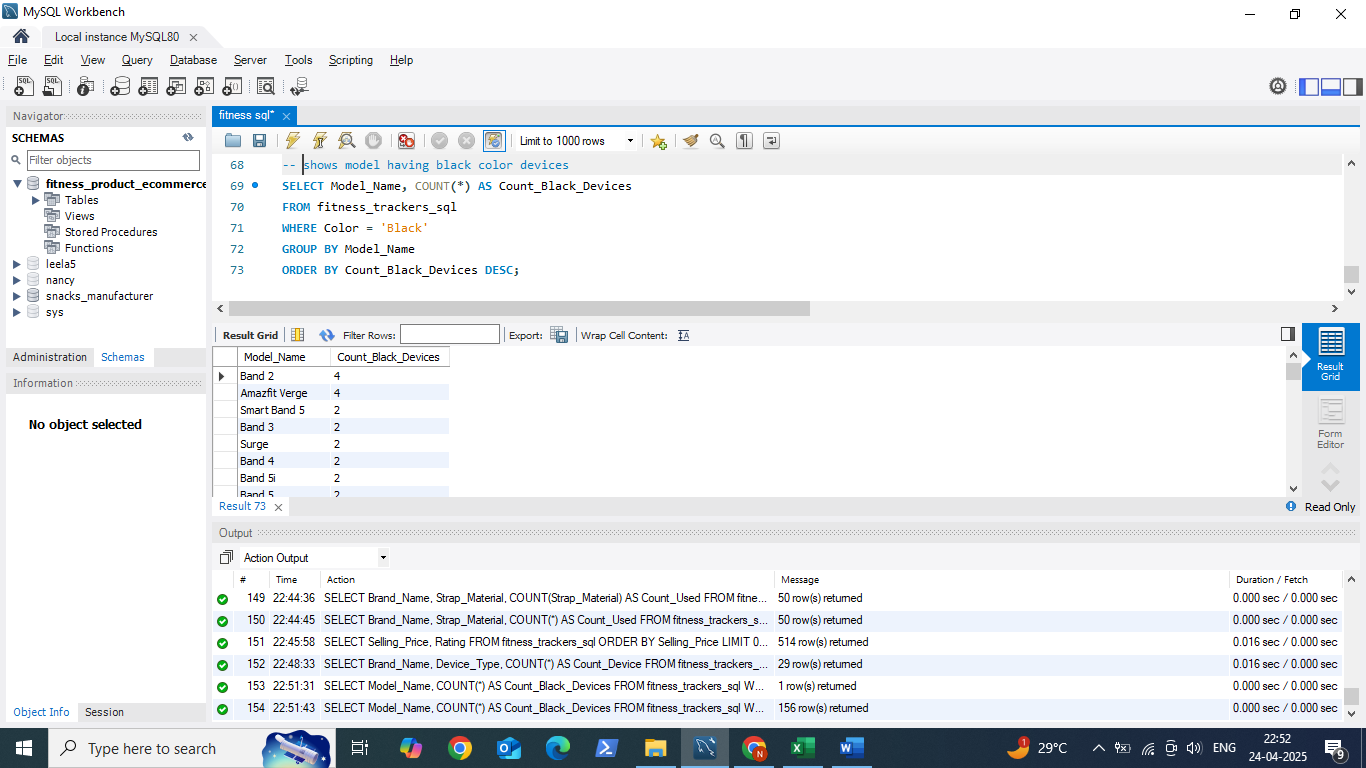 MySQL Workbench
Local instance MySQL80
File Edit View Query Database Server Tools Scripting Help
Navigator
SCHEMAS
Filter objects
fitness_product_ecommerce
Tables
Views
Stored Procedures
Functions
leela5
nancy
snacks_manufacturer
sys
Administration Schemas
Information
No object selected
Object Info Session
fitness sql*
Limit to 1000 rows
68 -- shows model having black color devices
69 SELECT Model_Name, COUNT(*) AS Count_Black_Devices
70 FROM fitness_trackers_sql
71 WHERE Color = 'Black'
72 GROUP BY Model_Name
73 ORDER BY Count_Black_Devices DESC;
Result Grid Filter Rows: Export: Wrap Cell Content:
Model_Name Count_Black_Devices
Band 2 4
Amazfit Verge 4
Smart Band 5 2
Band 3 2
Surge 2
Band 4 2
Band 5i 2
Band 5 2
Result Grid
Form Editor
Result 73
Read Only
Output
Action Output
# Time Action Message Duration / Fetch
149 22:44:36 SELECT Brand_Name, Strap_Material, COUNT(Strap_Material) AS Count_Used FROM fitne... 50 row(s) returned 0.000 sec / 0.000 sec
150 22:44:45 SELECT Brand_Name, Strap_Material, COUNT(*) AS Count_Used FROM fitness_trackers_s... 50 row(s) returned 0.000 sec / 0.000 sec
151 22:45:58 SELECT Selling_Price, Rating FROM fitness_trackers_sql ORDER BY Selling_Price LIMIT 0... 514 row(s) returned 0.016 sec / 0.000 sec
152 22:48:33 SELECT Brand_Name, Device_Type, COUNT(*) AS Count_Device FROM fitness_trackers_... 29 row(s) returned 0.016 sec / 0.000 sec
153 22:51:31 SELECT Model_Name, COUNT(*) AS Count_Black_Devices FROM fitness_trackers_sql W... 1 row(s) returned 0.000 sec / 0.000 sec
154 22:51:43 SELECT Model_Name, COUNT(*) AS Count_Black_Devices FROM fitness_trackers_sql W... 156 row(s) returned 0.000 sec / 0.000 sec
Type here to search
1
29°C
ENG
22:52
24-04-2025
9